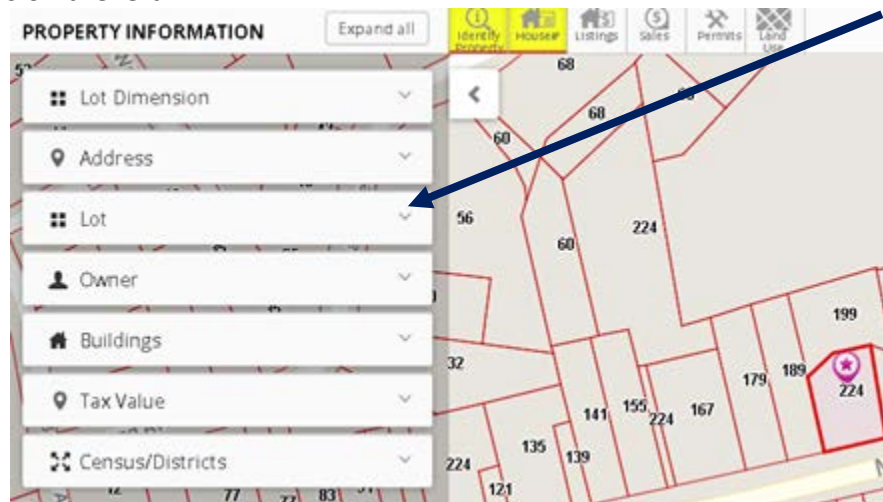 PROPERTY INFORMATION
Expand all
Identify
Property
House#
Listings
Sales
Permits
Land
Use
Lot Dimension
Address
Lot
Owner
Buildings
Tax Value
Census/Districts
68
68
60
56
60
224
199
32
179
189
224
141
155
224
167
135
139
224
121
12
77
77
83